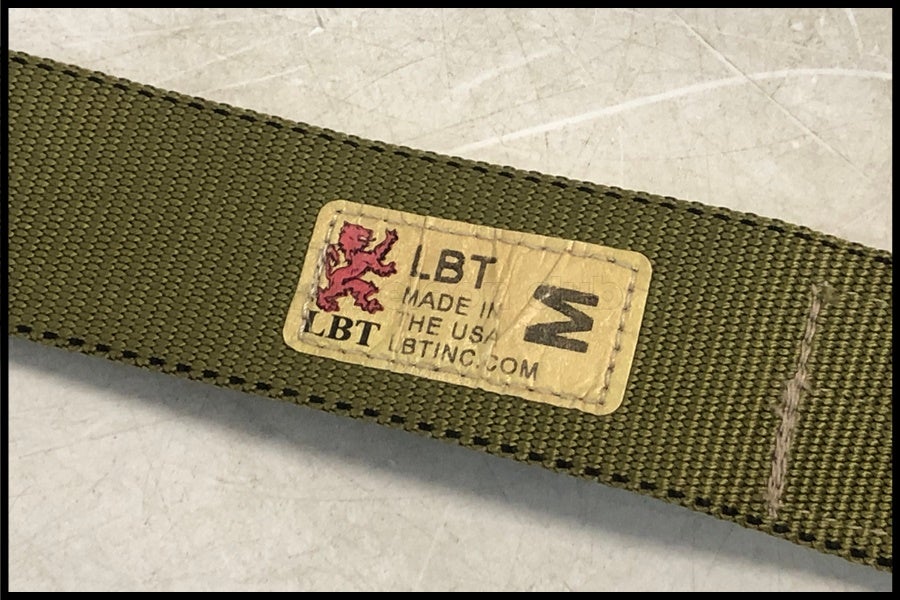 LBT
LBT
MADE IN
THE USA
LBTINC.COM
M